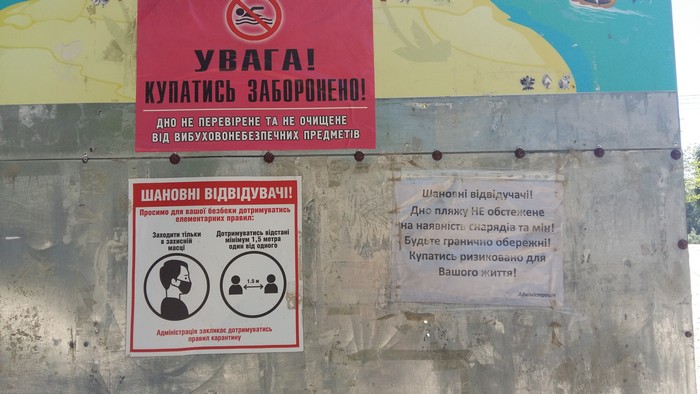 УВАГА!
КУПАТИСЬ ЗАБОРОНЕНО!
ДНО НЕ ПЕРЕВІРЕНЕ ТА НЕ ОЧИЩЕНЕ
ВІД ВИБУХОВОНЕБЕЗПЕЧНИХ ПРЕДМЕТІВ
ШАНОВНІ ВІДВІДУВАЧІ!
Просимо для вашої безбеки дотримуватись
елементарних правил:
Заходити тільки
в захисній
масці
Дотримуватись відстані
мінімум 1,5 метра
один від одного
1.5 м
Адміністрація закликає дотримуватись
правил карантину
Шановні відвідучачі!
Дно пляжу НЕ обстежене
на наявність снарядів та мін!
Будьте гранично обережні!
Купатись ризиковано для
Вашого життя!
Адміністрація